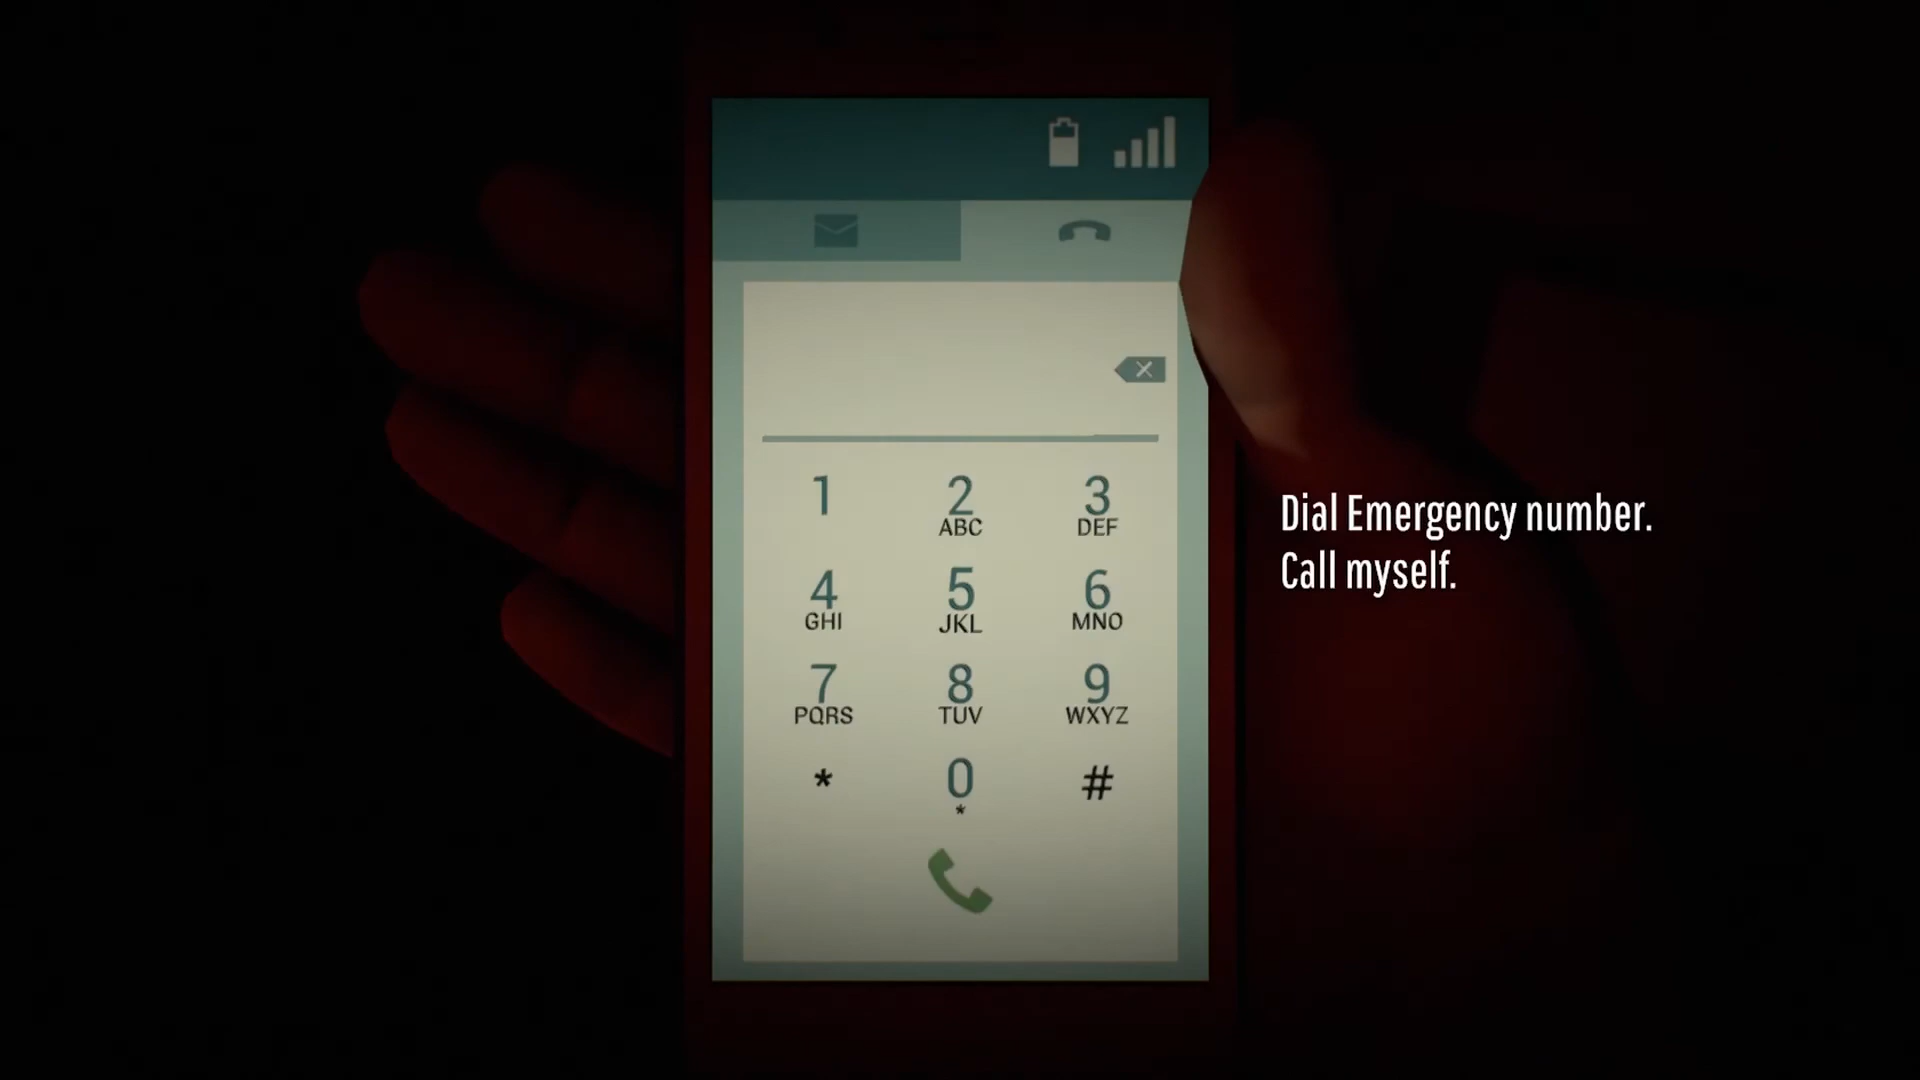 1 2 3
ABC DEF
4 5 6
GHI JKL MNO
7 8 9
PQRS TUV WXYZ
* 0 #
*
Dial Emergency number.
Call myself.